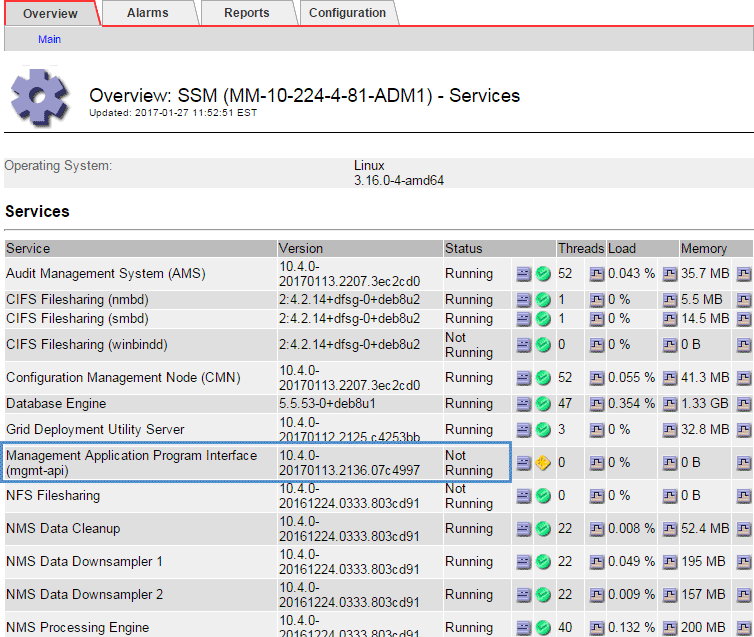 Overview Alarms Reports Configuration
Main
Overview: SSM (MM-10-224-4-81-ADM1) - Services
Updated: 2017-01-27 11:52:51 EST
Operating System: Linux
3.16.0-4-amd64
Services
Service Version Status Threads Load Memory
Audit Management System (AMS) 10.4.0-
20170113.2207.3ec2cd0 Running 52 0.043 % 35.7 MB
CIFS Filesharing (nmbd) 2:4.2.14+dfsg-0+deb8u2 Running 1 0 % 5.5 MB
CIFS Filesharing (smbd) 2:4.2.14+dfsg-0+deb8u2 Running 1 0 % 14.5 MB
CIFS Filesharing (winbindd) 2:4.2.14+dfsg-0+deb8u2 Not
Running 0 0 % 0 B
Configuration Management Node (CMN) 10.4.0-
20170113.2207.3ec2cd0 Running 52 0.055 % 41.3 MB
Database Engine 5.5.53-0+deb8u1 Running 47 0.354 % 1.33 GB
Grid Deployment Utility Server 10.4.0-
20170112.2125.c4253bb Running 3 0 % 32.8 MB
Management Application Program Interface 10.4.0- Not
(mgmt-api) 20170113.2136.07c4997 Running 0 0 % 0 B
NFS Filesharing 10.4.0- Not
20161224.0333.803cd91 Running 0 0 % 0 B
NMS Data Cleanup 10.4.0-
20161224.0333.803cd91 Running 22 0.008 % 52.4 MB
NMS Data Downsampler 1 10.4.0-
20161224.0333.803cd91 Running 22 0.049 % 195 MB
NMS Data Downsampler 2 10.4.0-
20161224.0333.803cd91 Running 22 0.009 % 157 MB
NMS Processing Engine 10.4.0-
20161224.0333.803cd91 Running 40 0.132 % 200 MB